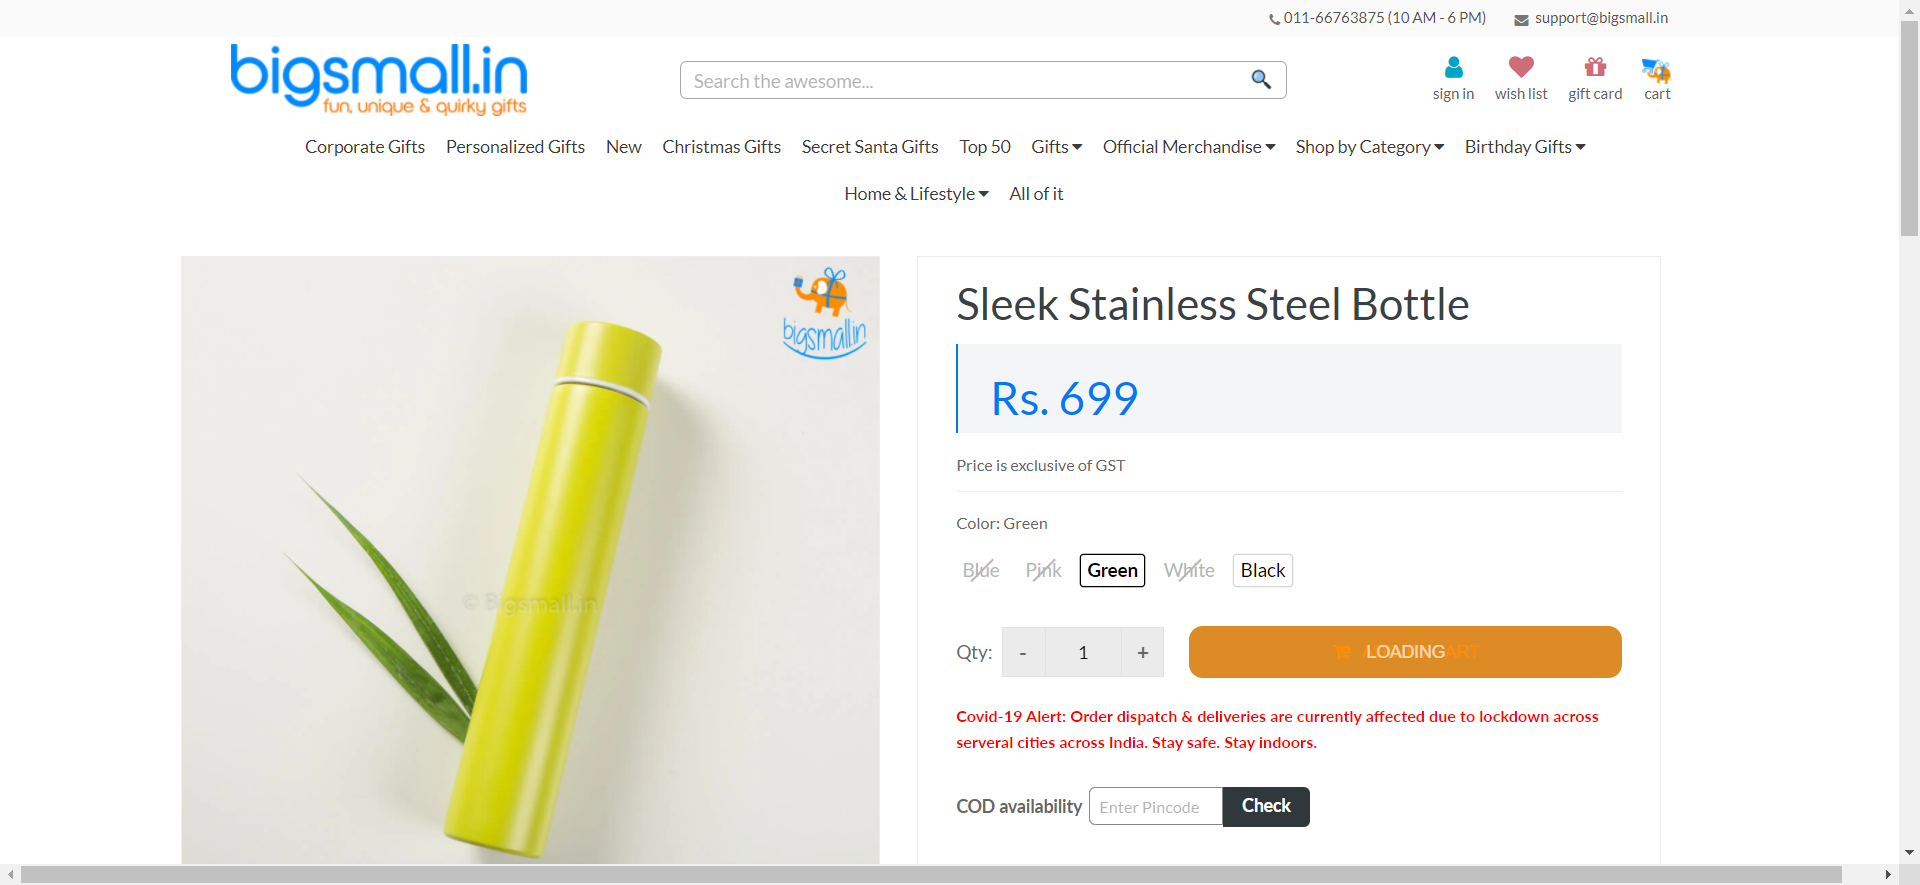 011-66763875 (10 AM - 6 PM) support@bigsmall.in
bigsmall.in
fun, unique & quirky gifts
Search the awesome...
sign in wish list gift card cart
Corporate Gifts Personalized Gifts New Christmas Gifts Secret Santa Gifts Top 50 Gifts Official Merchandise Shop by Category Birthday Gifts
Home & Lifestyle All of it
bigsmall.in
© Bigsmall.in
Sleek Stainless Steel Bottle
Rs. 699
Price is exclusive of GST
Color: Green
Blue Pink Green White Black
Qty: - 1 + LOADING
Covid-19 Alert: Order dispatch & deliveries are currently affected due to lockdown across
serveral cities across India. Stay safe. Stay indoors.
COD availability Enter Pincode Check